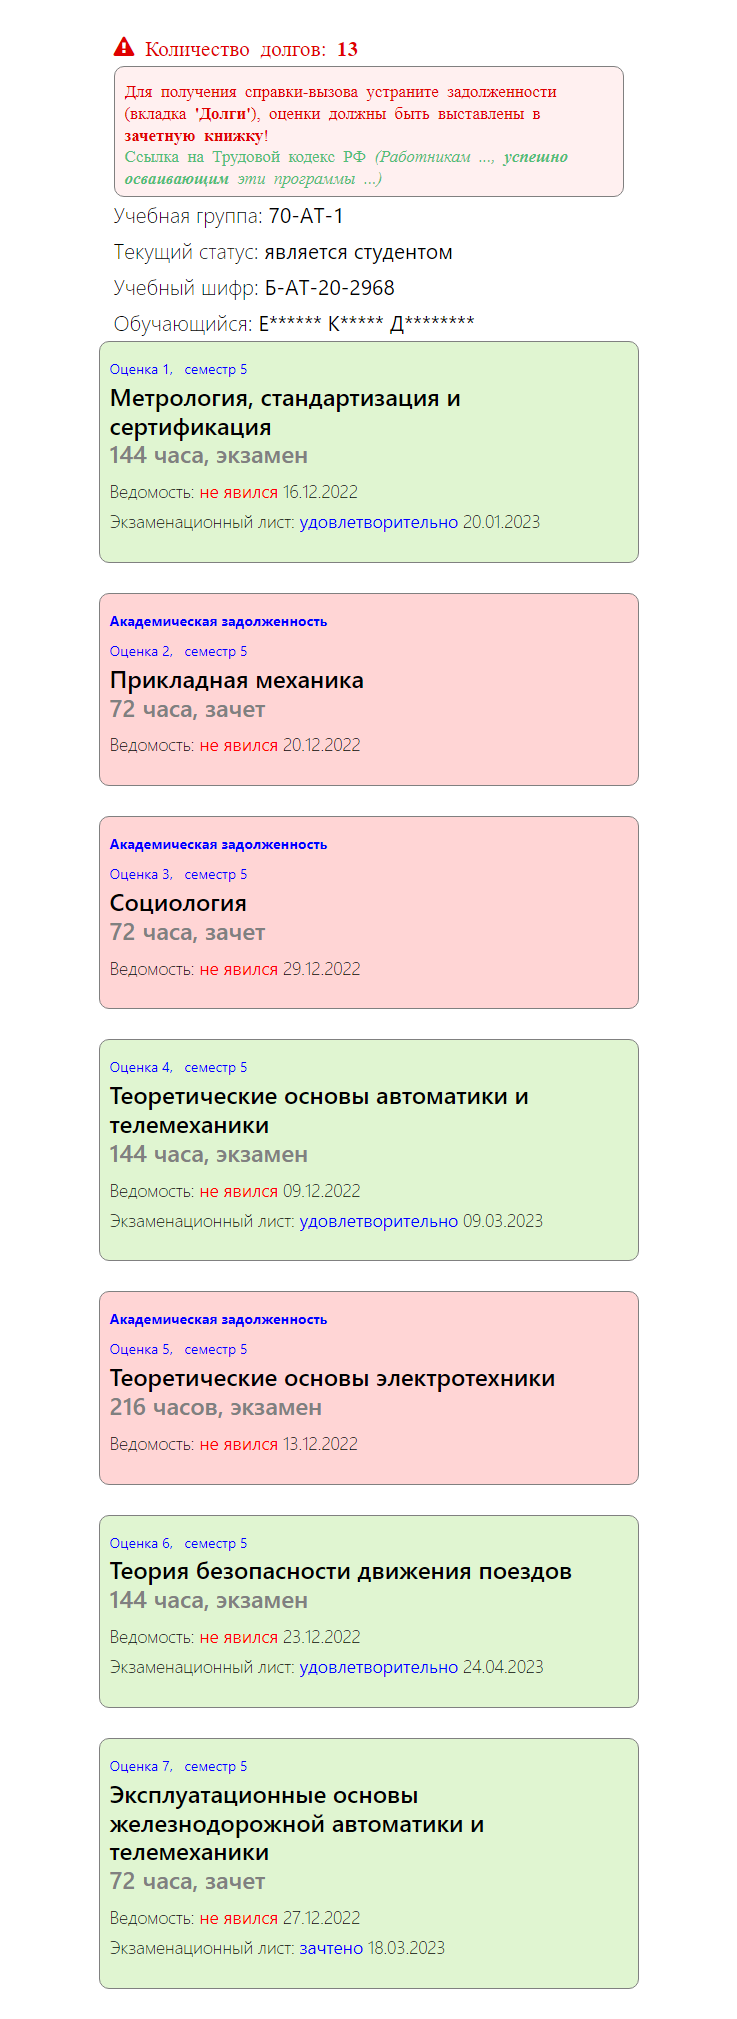 Количество долгов: 13
Для получения справки-вызова устраните задолженности
(вкладка 'Долги'), оценки должны быть выставлены в
зачетную книжку!
Ссылка на Трудовой кодекс РФ (Работникам ..., успешно
осваивающим эти программы ...)
Учебная группа: 70-АТ-1
Текущий статус: является студентом
Учебный шифр: Б-АТ-20-2968
Обучающийся: Е****** К***** Д********
Оценка 1, семестр 5
Метрология, стандартизация и
сертификация
144 часа, экзамен
Ведомость: не явился 16.12.2022
Экзаменационный лист: удовлетворительно 20.01.2023
Академическая задолженность
Оценка 2, семестр 5
Прикладная механика
72 часа, зачет
Ведомость: не явился 20.12.2022
Академическая задолженность
Оценка 3, семестр 5
Социология
72 часа, зачет
Ведомость: не явился 29.12.2022
Оценка 4, семестр 5
Теоретические основы автоматики и
телемеханики
144 часа, экзамен
Ведомость: не явился 09.12.2022
Экзаменационный лист: удовлетворительно 09.03.2023
Академическая задолженность
Оценка 5, семестр 5
Теоретические основы электротехники
216 часов, экзамен
Ведомость: не явился 13.12.2022
Оценка 6, семестр 5
Теория безопасности движения поездов
144 часа, экзамен
Ведомость: не явился 23.12.2022
Экзаменационный лист: удовлетворительно 24.04.2023
Оценка 7, семестр 5
Эксплуатационные основы
железнодорожной автоматики и
телемеханики
72 часа, зачет
Ведомость: не явился 27.12.2022
Экзаменационный лист: зачтено 18.03.2023